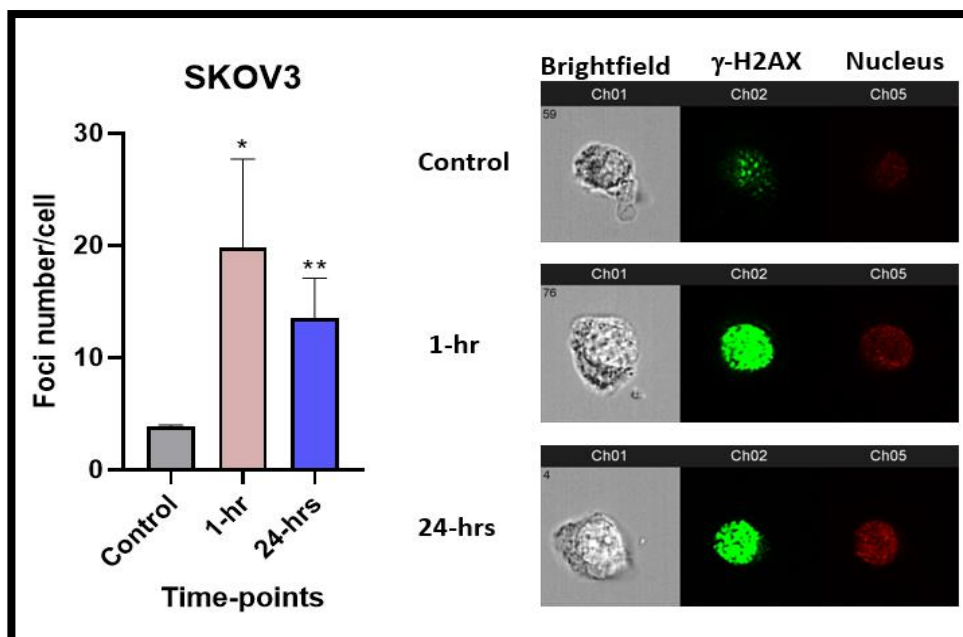 SKOV3
Foci number/cell
30
20
10
0
*
**
Control
1-hr
24-hrs
Time-points
Brightfield γ-H2AX Nucleus
Control
Ch01 Ch02 Ch05
59
1-hr
Ch01 Ch02 Ch05
76
24-hrs
Ch01 Ch02 Ch05
4